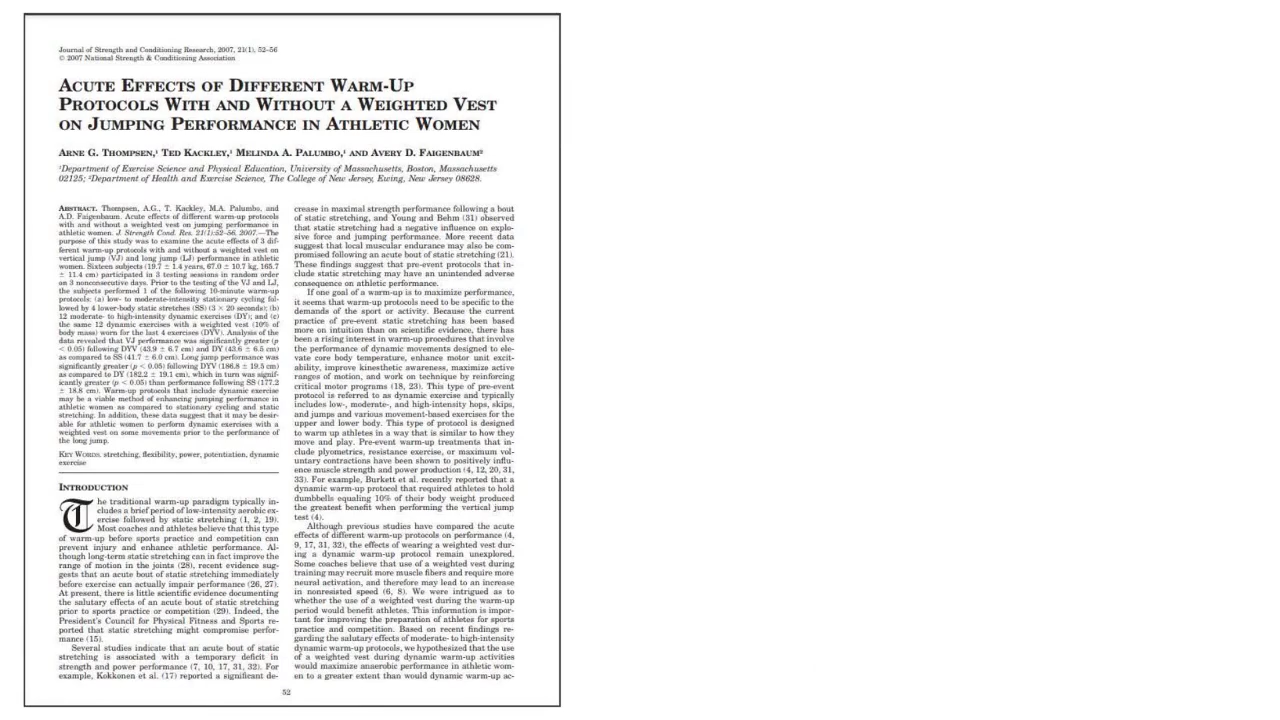 Journal of Strength and Conditioning Research, 2007, 21(1), 52–56
© 2007 National Strength & Conditioning Association
ACUTE EFFECTS OF DIFFERENT WARM-UP
PROTOCOLS WITH AND WITHOUT A WEIGHTED VEST
ON JUMPING PERFORMANCE IN ATHLETIC WOMEN
ARNE G. THOMPSEN,¹ TED KACKLEY,¹ MELINDA A. PALUMBO,¹ AND AVERY D. FAIGENBAUM²
¹Department of Exercise Science and Physical Education, University of Massachusetts, Boston, Massachusetts
02125; ²Department of Health and Exercise Science, The College of New Jersey, Ewing, New Jersey 08628.
ABSTRACT. Thompsen, A.G., T. Kackley, M.A. Palumbo, and
A.D. Faigenbaum. Acute effects of different warm-up protocols
with and without a weighted vest on jumping performance in
athletic women. J. Strength Cond. Res. 21(1):52–56, 2007.—The
purpose of this study was to examine the acute effects of 3 dif-
ferent warm-up protocols with and without a weighted vest on
vertical jump (VJ) and long jump (LJ) performance in athletic
women. Sixteen subjects (19.7 ± 1.4 years, 67.0 ± 10.7 kg, 165.7
± 11.4 cm) participated in 3 testing sessions in random order
on 3 nonconsecutive days. Prior to the testing of the VJ and LJ,
the subjects performed 1 of the following 10-minute warm-up
protocols: (a) low- to moderate-intensity stationary cycling fol-
lowed by 4 lower-body static stretches (SS) (3 × 20 seconds); (b)
12 moderate- to high-intensity dynamic exercises (DY); and (c)
the same 12 dynamic exercises with a weighted vest (10% of
body mass) worn for the last 4 exercises (DYV). Analysis of the
data revealed that VJ performance was significantly greater (p
< 0.05) following DYV (43.9 ± 6.7 cm) and DY (43.6 ± 6.5 cm)
as compared to SS (41.7 ± 6.0 cm). Long jump performance was
significantly greater (p < 0.05) following DYV (186.8 ± 19.5 cm)
as compared to DY (182.2 ± 19.1 cm), which in turn was signif-
icantly greater (p < 0.05) than performance following SS (177.2
± 18.8 cm). Warm-up protocols that include dynamic exercise
may be a viable method of enhancing jumping performance in
athletic women as compared to stationary cycling and static
stretching. In addition, these data suggest that it may be desir-
able for athletic women to perform dynamic exercises with a
weighted vest on some movements prior to the performance of
the long jump.
KEY WORDS. stretching, flexibility, power, potentiation, dynamic
exercise
INTRODUCTION
The traditional warm-up paradigm typically in-
cludes a brief period of low-intensity aerobic ex-
ercise followed by static stretching (1, 2, 19).
Most coaches and athletes believe that this type
of warm-up before sports practice and competition can
prevent injury and enhance athletic performance. Al-
though long-term static stretching can in fact improve the
range of motion in the joints (28), recent evidence sug-
gests that an acute bout of static stretching immediately
before exercise can actually impair performance (26, 27).
At present, there is little scientific evidence documenting
the salutary effects of an acute bout of static stretching
prior to sports practice or competition (29). Indeed, the
President's Council for Physical Fitness and Sports re-
ported that static stretching might compromise perfor-
mance (15).
Several studies indicate that an acute bout of static
stretching is associated with a temporary deficit in
strength and power performance (7, 10, 17, 31, 32). For
example, Kokkonen et al. (17) reported a significant de-
crease in maximal strength performance following a bout
of static stretching, and Young and Behm (31) observed
that static stretching had a negative influence on explo-
sive force and jumping performance. More recent data
suggest that local muscular endurance may also be com-
promised following an acute bout of static stretching (21).
These findings suggest that pre-event protocols that in-
clude static stretching may have an unintended adverse
consequence on athletic performance.
If one goal of a warm-up is to maximize performance,
it seems that warm-up protocols need to be specific to the
demands of the sport or activity. Because the current
practice of pre-event static stretching has been based
more on intuition than on scientific evidence, there has
been a rising interest in warm-up procedures that involve
the performance of dynamic movements designed to ele-
vate core body temperature, enhance motor unit excit-
ability, improve kinesthetic awareness, maximize active
ranges of motion, and work on technique by reinforcing
critical motor programs (18, 23). This type of pre-event
protocol is referred to as dynamic exercise and typically
includes low-, moderate-, and high-intensity hops, skips,
and jumps and various movement-based exercises for the
upper and lower body. This type of protocol is designed
to warm up athletes in a way that is similar to how they
move and play. Pre-event warm-up treatments that in-
clude plyometrics, resistance exercise, or maximum vol-
untary contractions have been shown to positively influ-
ence muscle strength and power production (4, 12, 20, 31,
33). For example, Burkett et al. recently reported that a
dynamic warm-up protocol that required athletes to hold
dumbbells equaling 10% of their body weight produced
the greatest benefit when performing the vertical jump
test (4).
Although previous studies have compared the acute
effects of different warm-up protocols on performance (4,
9, 17, 31, 32), the effects of wearing a weighted vest dur-
ing a dynamic warm-up protocol remain unexplored.
Some coaches believe that use of a weighted vest during
training may recruit more muscle fibers and require more
neural activation, and therefore may lead to an increase
in nonresisted speed (6, 8). We were intrigued as to
whether the use of a weighted vest during the warm-up
period would benefit athletes. This information is impor-
tant for improving the preparation of athletes for sports
practice and competition. Based on recent findings re-
garding the salutary effects of moderate- to high-intensity
dynamic warm-up protocols, we hypothesized that the use
of a weighted vest during dynamic warm-up activities
would maximize anaerobic performance in athletic wom-
en to a greater extent than would dynamic warm-up ac-
52